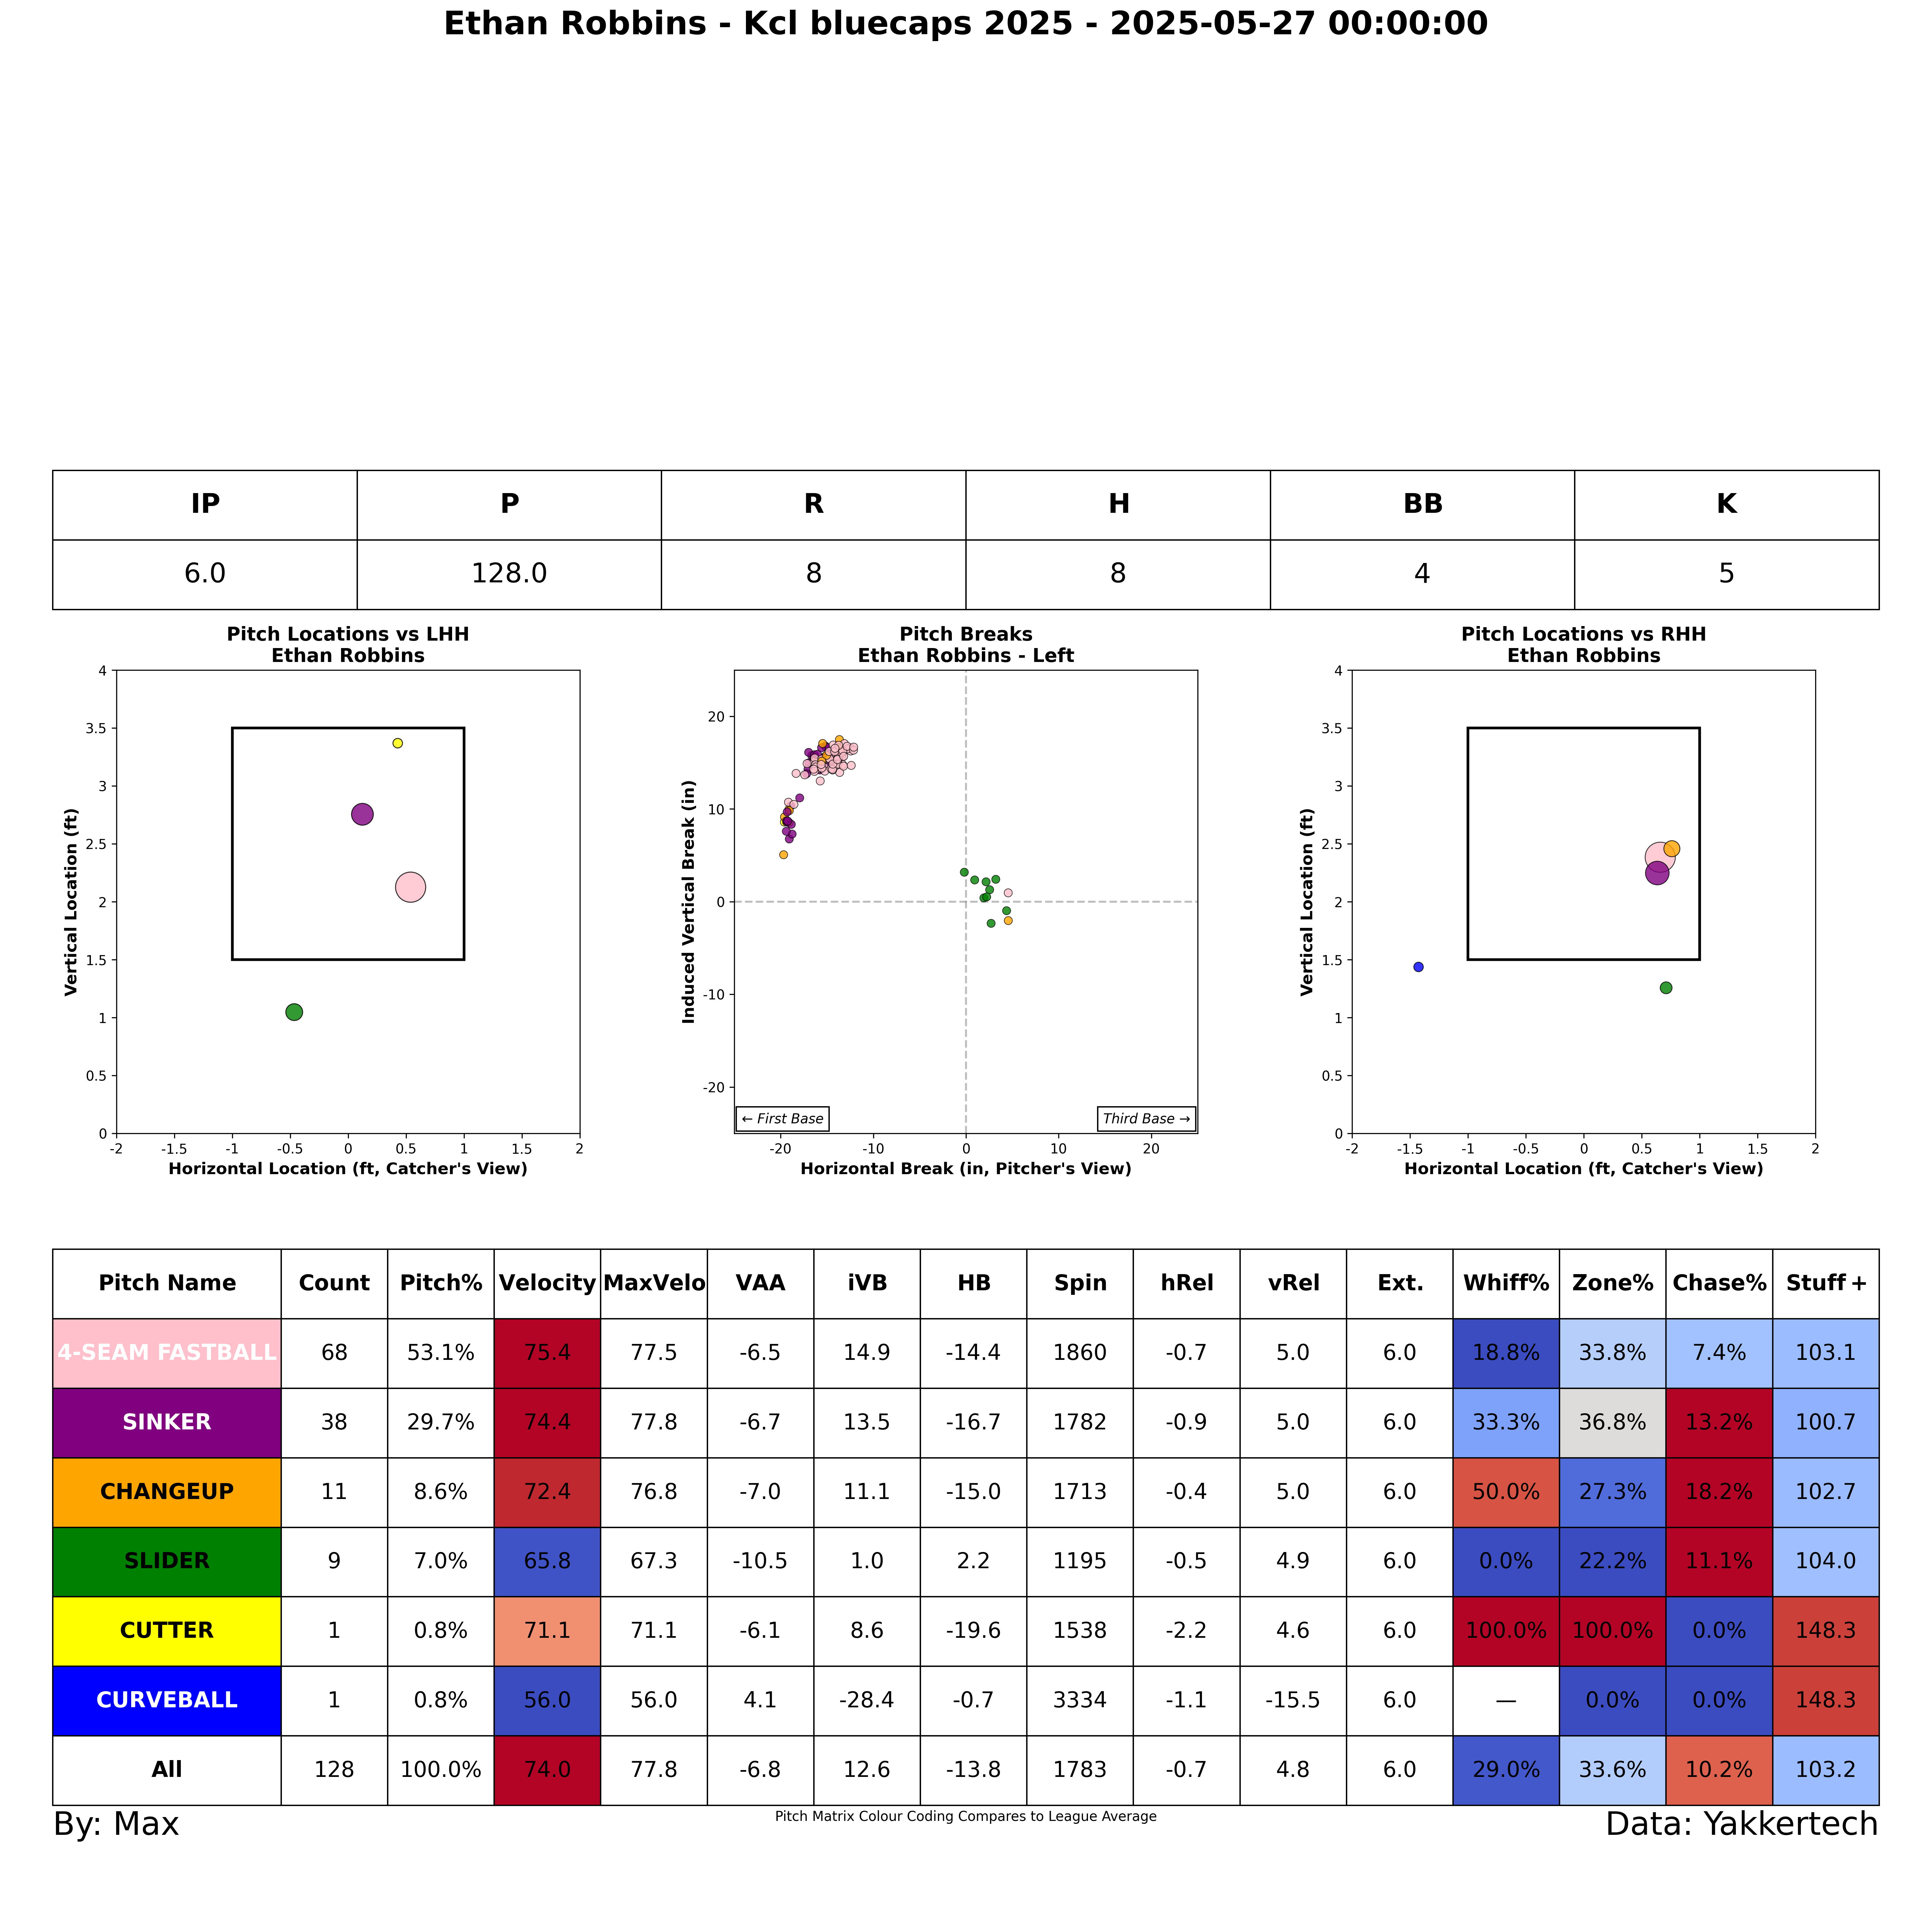 Ethan Robbins - Kcl bluecaps 2025 - 2025-05-27 00:00:00
IP P R H BB K
6.0 128.0 8 8 4 5
Pitch Locations vs LHH
Ethan Robbins
4
3.5
3
2.5
2
1.5
1
0.5
0
Vertical Location (ft)
-2 -1.5 -1 -0.5 0 0.5 1 1.5 2
Horizontal Location (ft, Catcher's View)
Pitch Breaks
Ethan Robbins - Left
20
10
0
-10
-20
Induced Vertical Break (in)
← First Base Third Base →
-20 -10 0 10 20
Horizontal Break (in, Pitcher's View)
Pitch Locations vs RHH
Ethan Robbins
4
3.5
3
2.5
2
1.5
1
0.5
0
Vertical Location (ft)
-2 -1.5 -1 -0.5 0 0.5 1 1.5 2
Horizontal Location (ft, Catcher's View)
Pitch Name Count Pitch% Velocity MaxVelo VAA iVB HB Spin hRel vRel Ext. Whiff% Zone% Chase% Stuff+
4-SEAM FASTBALL 68 53.1% 75.4 77.5 -6.5 14.9 -14.4 1860 -0.7 5.0 6.0 18.8% 33.8% 7.4% 103.1
SINKER 38 29.7% 74.4 77.8 -6.7 13.5 -16.7 1782 -0.9 5.0 6.0 33.3% 36.8% 13.2% 100.7
CHANGEUP 11 8.6% 72.4 76.8 -7.0 11.1 -15.0 1713 -0.4 5.0 6.0 50.0% 27.3% 18.2% 102.7
SLIDER 9 7.0% 65.8 67.3 -10.5 1.0 2.2 1195 -0.5 4.9 6.0 0.0% 22.2% 11.1% 104.0
CUTTER 1 0.8% 71.1 71.1 -6.1 8.6 -19.6 1538 -2.2 4.6 6.0 100.0% 100.0% 0.0% 148.3
CURVEBALL 1 0.8% 56.0 56.0 4.1 -28.4 -0.7 3334 -1.1 -15.5 6.0 — 0.0% 0.0% 148.3
All 128 100.0% 74.0 77.8 -6.8 12.6 -13.8 1783 -0.7 4.8 6.0 29.0% 33.6% 10.2% 103.2
By: Max
Pitch Matrix Colour Coding Compares to League Average
Data: Yakkertech